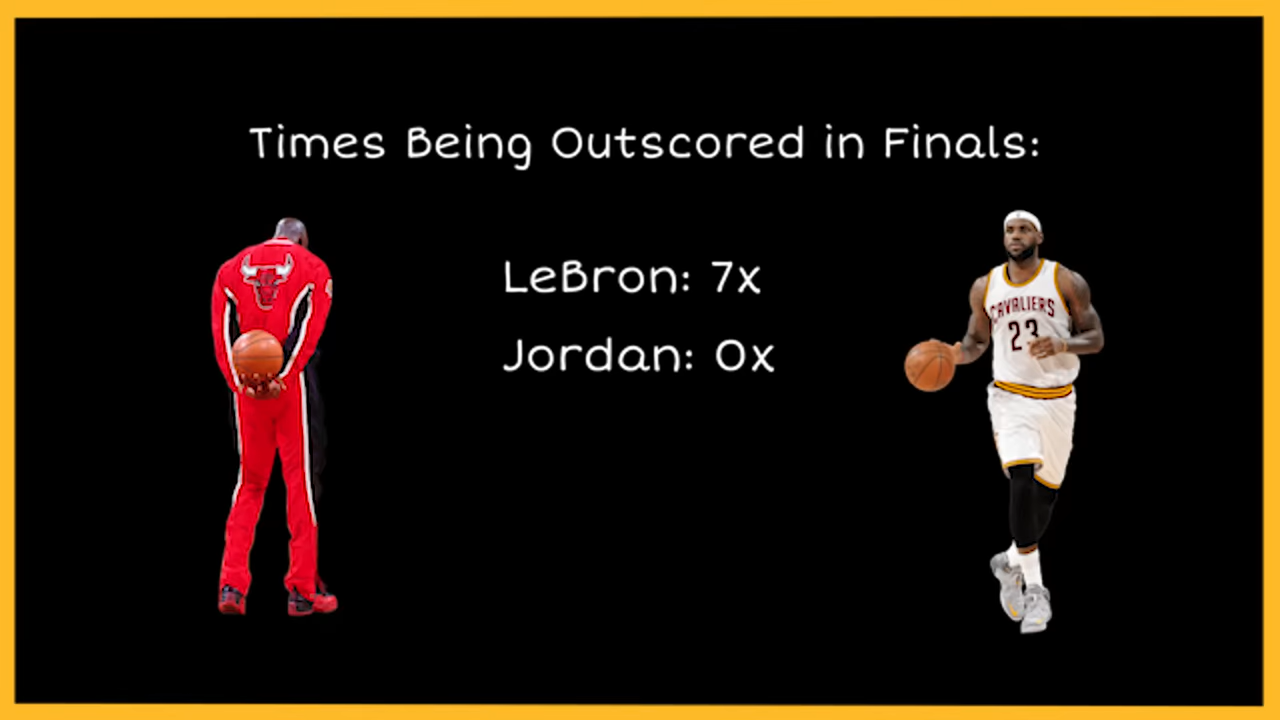 Times Being Outscored in Finals:
LeBron: 7x
Jordan: 0x
CAVALIERS
23